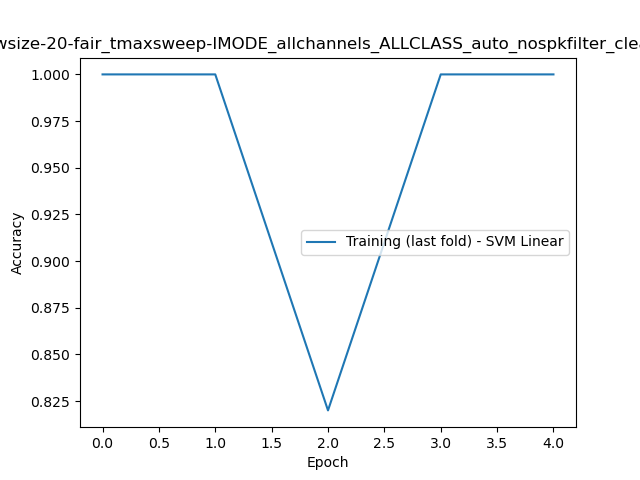 wsize-20-fair_tmaxsweep-IMODE_allchannels_ALLCLASS_auto_nospkfilter_clea
1.000
0.975
0.950
0.925
0.900
0.875
0.850
0.825
Accuracy
Training (last fold) - SVM Linear
0.0 0.5 1.0 1.5 2.0 2.5 3.0 3.5 4.0
Epoch